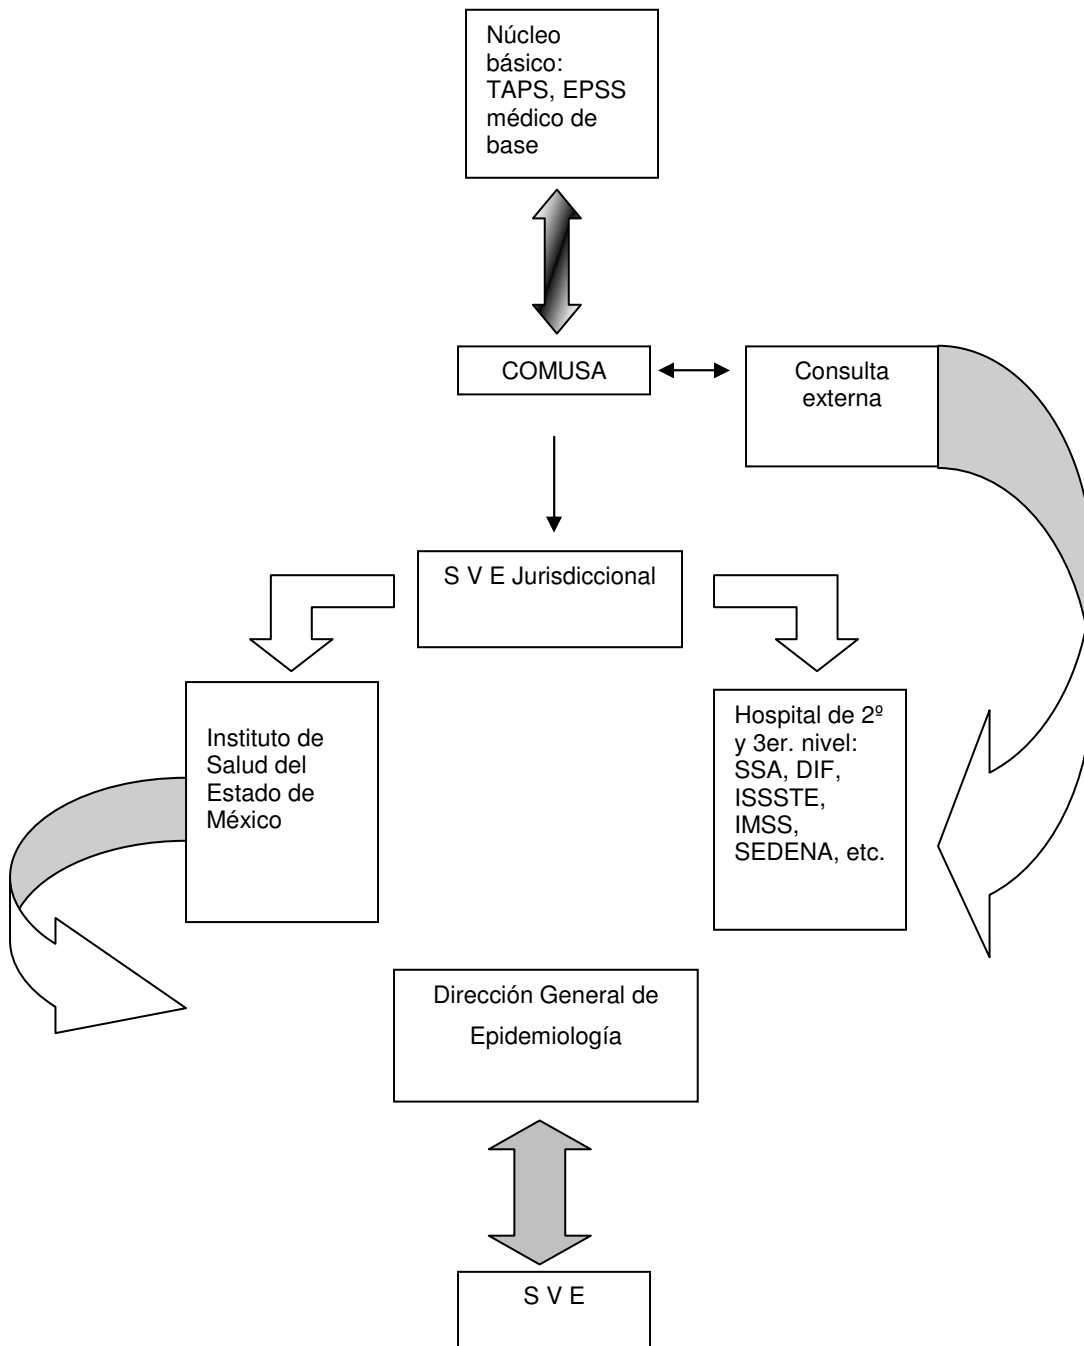 Núcleo
básico:
TAPS, EPSS
médico de
base
COMUSA
Consulta
externa
S V E Jurisdiccional
Instituto de
Salud del
Estado de
México
Hospital de 2º
y 3er. nivel:
SSA, DIF,
ISSSTE,
IMSS,
SEDENA, etc.
Dirección General de
Epidemiología
S V E